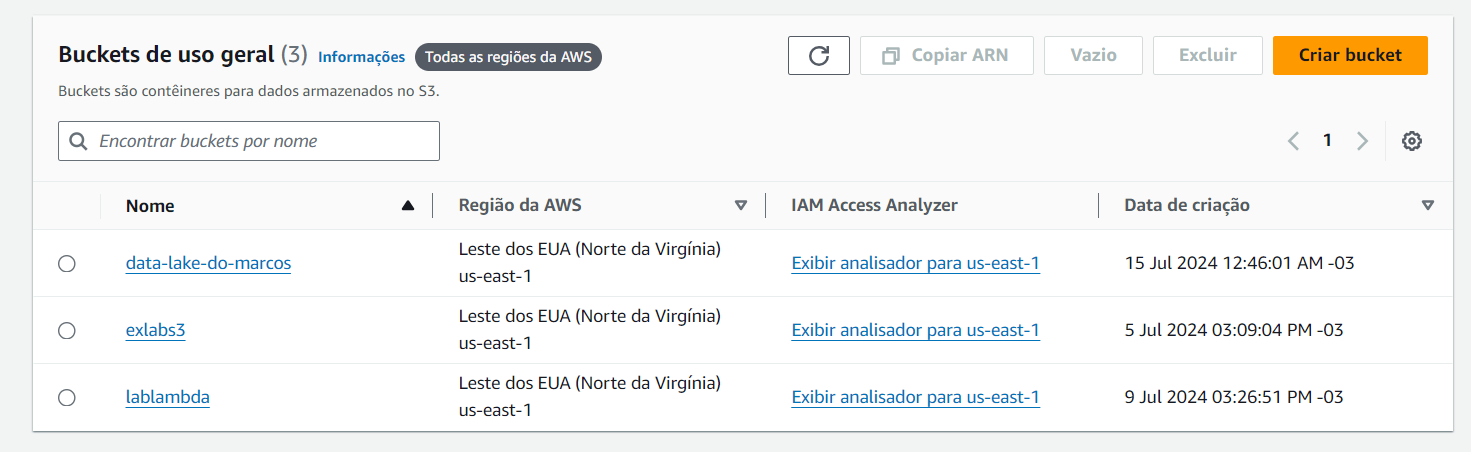 Buckets de uso geral (3) Informações Todas as regiões da AWS
Copiar ARN Vazio Excluir Criar bucket
Buckets são contêineres para dados armazenados no S3.
Encontrar buckets por nome
1
Nome Região da AWS IAM Access Analyzer Data de criação
data-lake-do-marcos Leste dos EUA (Norte da Virgínia) us-east-1 Exibir analisador para us-east-1 15 Jul 2024 12:46:01 AM -03
exlabs3 Leste dos EUA (Norte da Virgínia) us-east-1 Exibir analisador para us-east-1 5 Jul 2024 03:09:04 PM -03
lablambda Leste dos EUA (Norte da Virgínia) us-east-1 Exibir analisador para us-east-1 9 Jul 2024 03:26:51 PM -03